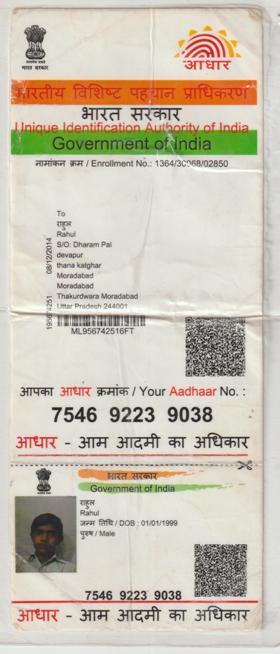 भारत सरकार
आधार
भारतीय विशिष्ट पहचान प्राधिकरण
भारत सरकार
Unique Identification Authority of India
Government of India
नामांकन क्रम / Enrollment No.: 1364/30068/02850
To
राहुल
Rahul
S/O: Dharam Pal
devapur
thana katghar
Moradabad
Moradabad
Thakurdwara Moradabad
Uttar Pradesh 244001
08/12/2014
ML956742516FT
आपका आधार क्रमांक / Your Aadhaar No. :
7546 9223 9038
आधार - आम आदमी का अधिकार
भारत सरकार
Government of India
राहुल
Rahul
जन्म तिथि / DOB : 01/01/1999
पुरुष / Male
7546 9223 9038
आधार - आम आदमी का अधिकार